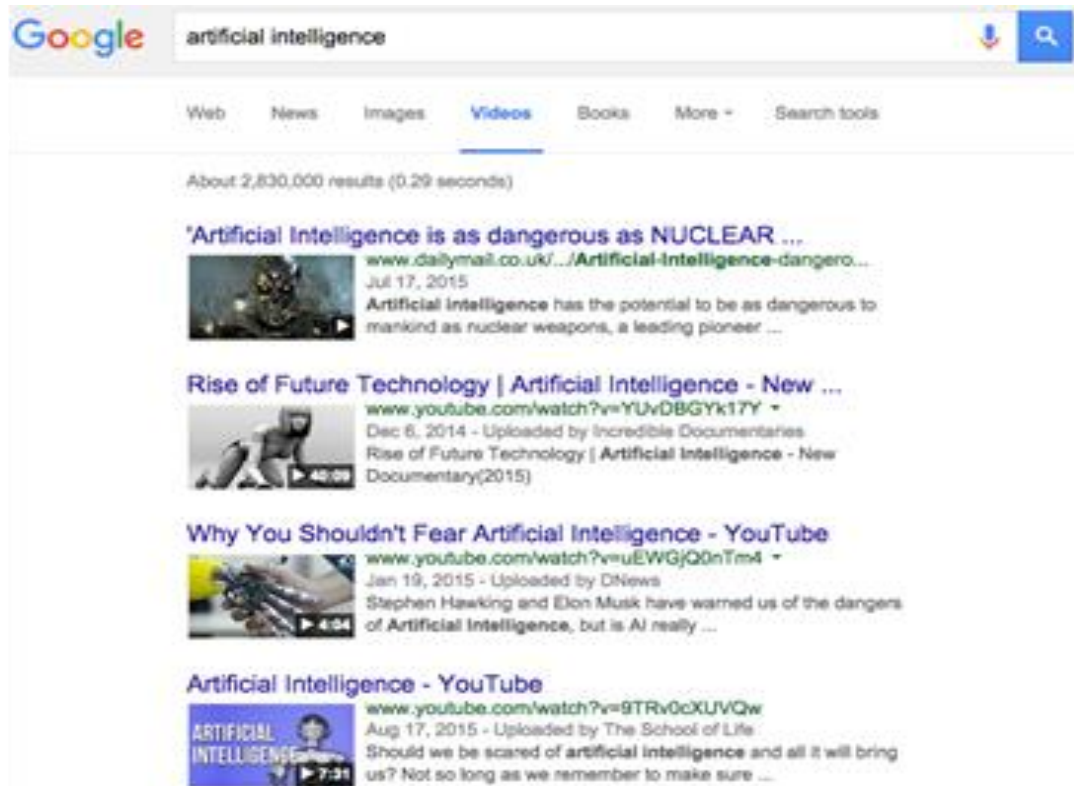 Google artificial intelligence
Web News Images Videos Books More Search tools
About 2,830,000 results (0.29 seconds)
'Artificial Intelligence is as dangerous as NUCLEAR ...
www.dailymail.co.uk/.../Artificial-Intelligence-dangero...
Jul 17, 2015
Artificial Intelligence has the potential to be as dangerous to
mankind as nuclear weapons, a leading pioneer ...
Rise of Future Technology | Artificial Intelligence - New ...
www.youtube.com/watch?v=YUvDBGYk17Y
Dec 6, 2014 - Uploaded by Incredible Documentaries
Rise of Future Technology | Artificial Intelligence - New
40:09 Documentary(2015)
Why You Shouldn't Fear Artificial Intelligence - YouTube
www.youtube.com/watch?v=uEWGjQ0nTm4
Jan 19, 2015 - Uploaded by DNews
Stephen Hawking and Elon Musk have warned us of the dangers
4:04 of Artificial Intelligence, but is AI really ...
Artificial Intelligence - YouTube
www.youtube.com/watch?v=9TRv0cXUVQw
ARTIFICIAL Aug 17, 2015 - Uploaded by The School of Life
INTELLIGENCE Should we be scared of artificial intelligence and all it will bring
7:31 us? Not so long as we remember to make sure ...